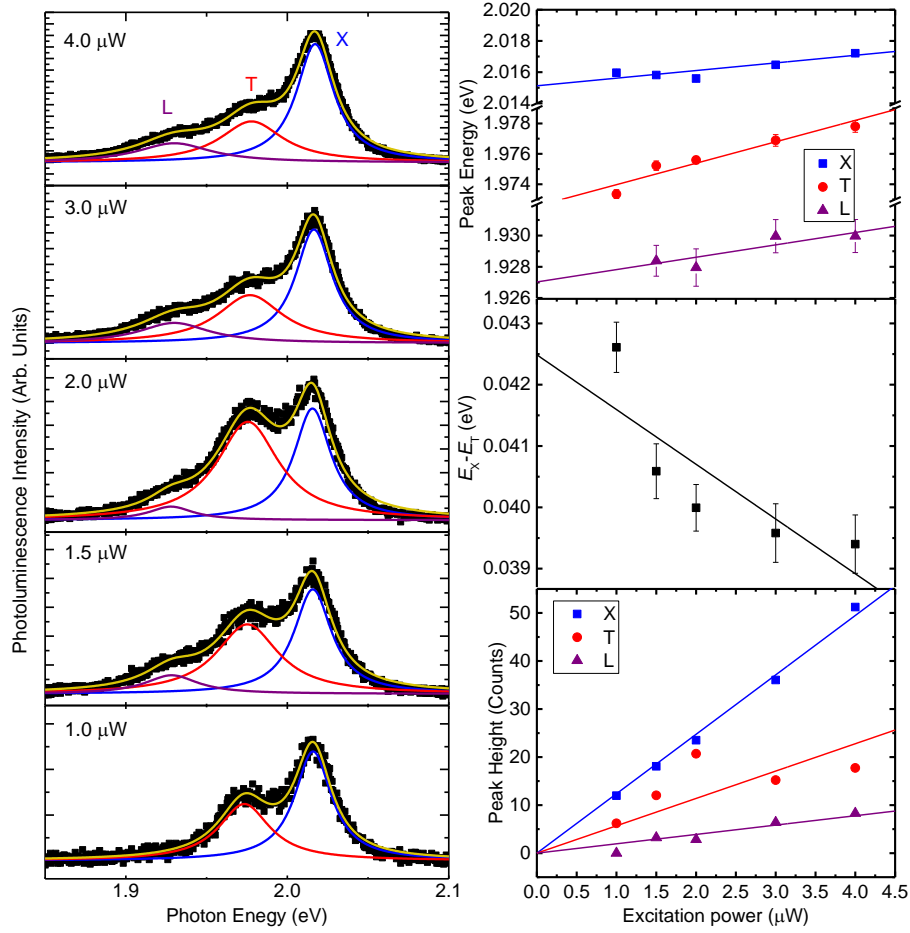 4.0 μW
L
T
X
3.0 μW
2.0 μW
1.5 μW
1.0 μW
Photoluminescence Intensity (Arb. Units)
1.9
2.0
2.1
Photon Enegy (eV)
2.020
2.018
2.016
2.014
1.978
1.976
1.974
1.930
1.928
1.926
Peak Energy (eV)
X
T
L
0.043
0.042
0.041
0.040
0.039
EX-ET (eV)
50
40
30
20
10
0
Peak Height (Counts)
X
T
L
0.0 0.5 1.0 1.5 2.0 2.5 3.0 3.5 4.0 4.5
Excitation power (μW)